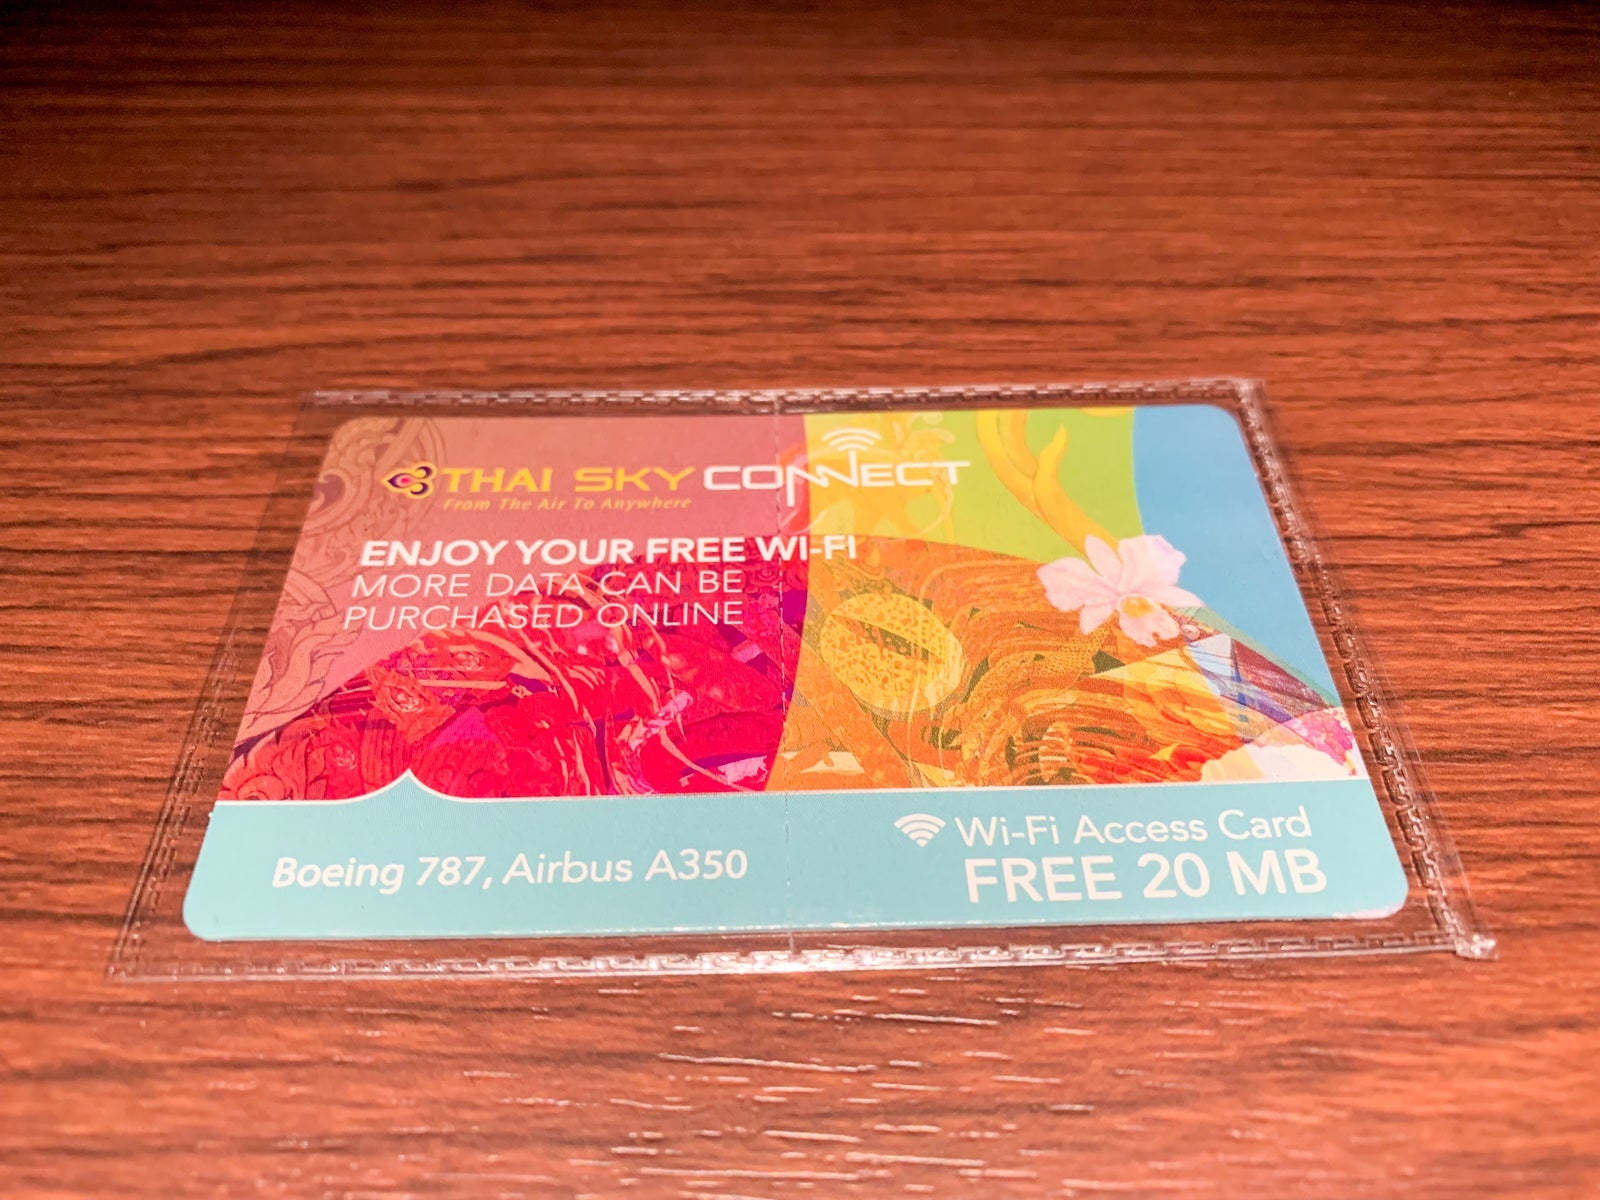 THAI SKY CONNECT
From The Air To Anywhere
ENJOY YOUR FREE WI-FI
MORE DATA CAN BE
PURCHASED ONLINE
Boeing 787, Airbus A350
Wi-Fi Access Card
FREE 20 MB